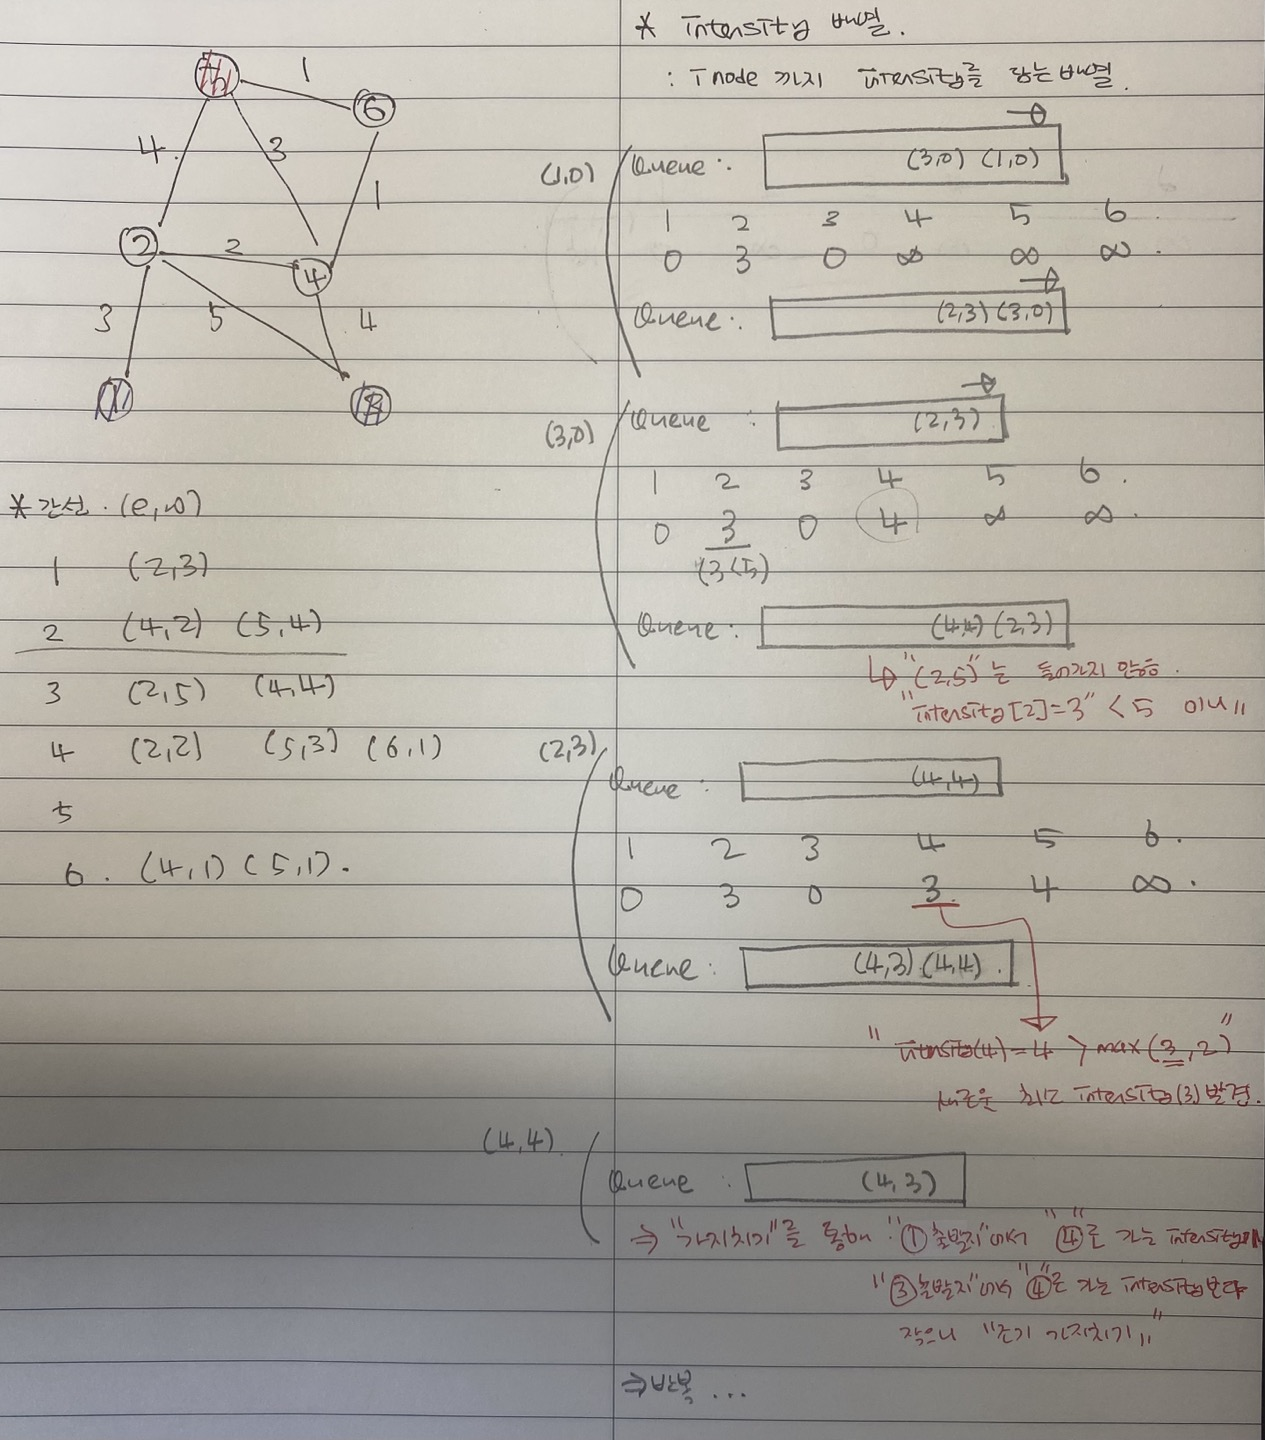 1
6
4
3
1
2
2
4
3
5
4
* 간선. (e, w)
1 (2,3)
2 (4,2) (5,4)
3 (2,5) (4,4)
4 (2,2) (5,3) (6,1)
5
6. (4,1) (5,1).
* intensity 배열.
: i node 까지 intensity를 담는 배열.
(1,0)
Queue: (3,0) (1,0)
1 2 3 4 5 6
0 3 0 ∞ ∞ ∞.
Queue: (2,3) (3,0)
(3,0)
Queue: (2,3)
1 2 3 4 5 6.
0 3 0 4 ∞ ∞.
(3<5)
Queue: (4,4) (2,3)
↳ "(2,5)"는 들어가지 않음.
"intensity[2]=3" < 5 이니 "
(2,3)
Queue: (4,4)
1 2 3 4 5 6.
0 3 0 3 4 ∞.
Queue: (4,3) (4,4).
"intensity(4)=4 > max(3,2)"
새로운 최소 intensity(3) 발견.
(4,4)
Queue: (4,3)
⇒ "가지치기"를 통해 "① 출발지"에서 "④"로 가는 intensity가
"③출발지"에서 "④"로 가는 intensity보다
작으니 "조기 가지치기"
⇒ 반복 ...